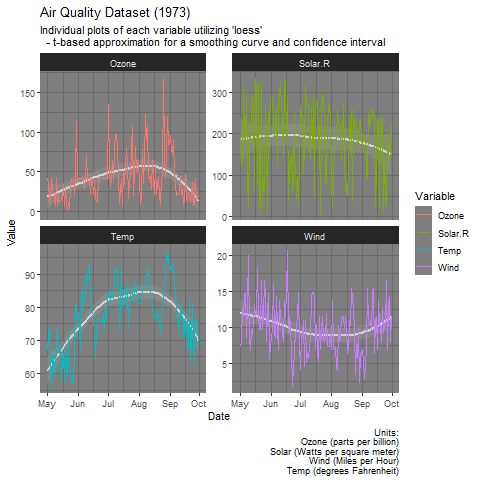 Air Quality Dataset (1973)
Individual plots of each variable utilizing 'loess'
- t-based approximation for a smoothing curve and confidence interval
Ozone
Solar.R
150
100
50
0
300
200
100
0
Temp
Wind
90
80
70
60
20
15
10
5
May
Jun
Jul
Aug
Sep
Oct
May
Jun
Jul
Aug
Sep
Oct
Value
Date
Variable
Ozone
Solar.R
Temp
Wind
Units:
Ozone (parts per billion)
Solar (Watts per square meter)
Wind (Miles per Hour)
Temp (degrees Fahrenheit)